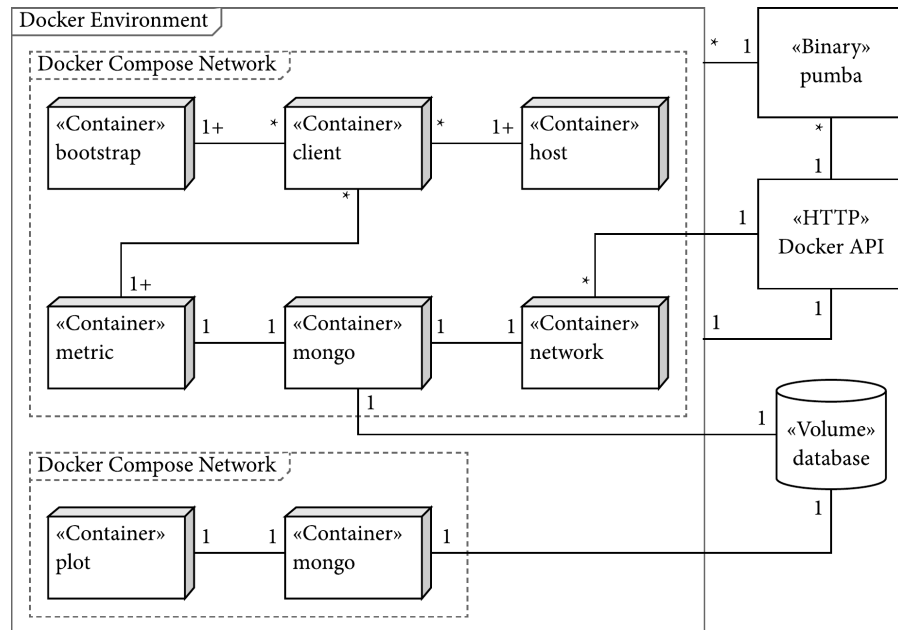 Docker Environment
Docker Compose Network
«Container»
bootstrap
1+
*
«Container»
client
*
1+
«Container»
host
*
1
«Binary»
pumba
*
1
«HTTP»
Docker API
1
*
1
1
*
1+
«Container»
metric
1
1
«Container»
mongo
1
1
«Container»
network
1
1
«Volume»
database
1
Docker Compose Network
«Container»
plot
1
1
«Container»
mongo
1